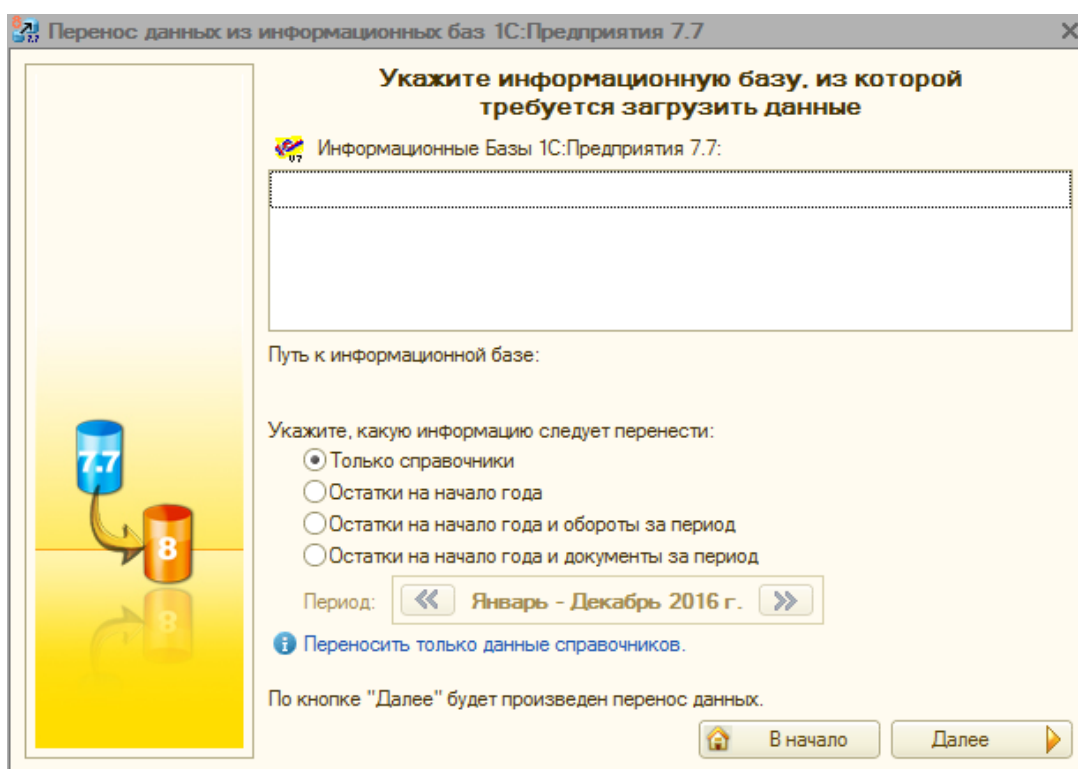 Перенос данных из информационных баз 1С:Предприятия 7.7
Укажите информационную базу, из которой
требуется загрузить данные
Информационные Базы 1С:Предприятия 7.7:
Путь к информационной базе:
Укажите, какую информацию следует перенести:
Только справочники
Остатки на начало года
Остатки на начало года и обороты за период
Остатки на начало года и документы за период
Период: Январь - Декабрь 2016 г.
Переносить только данные справочников.
По кнопке "Далее" будет произведен перенос данных.
В начало Далее
7.7
8